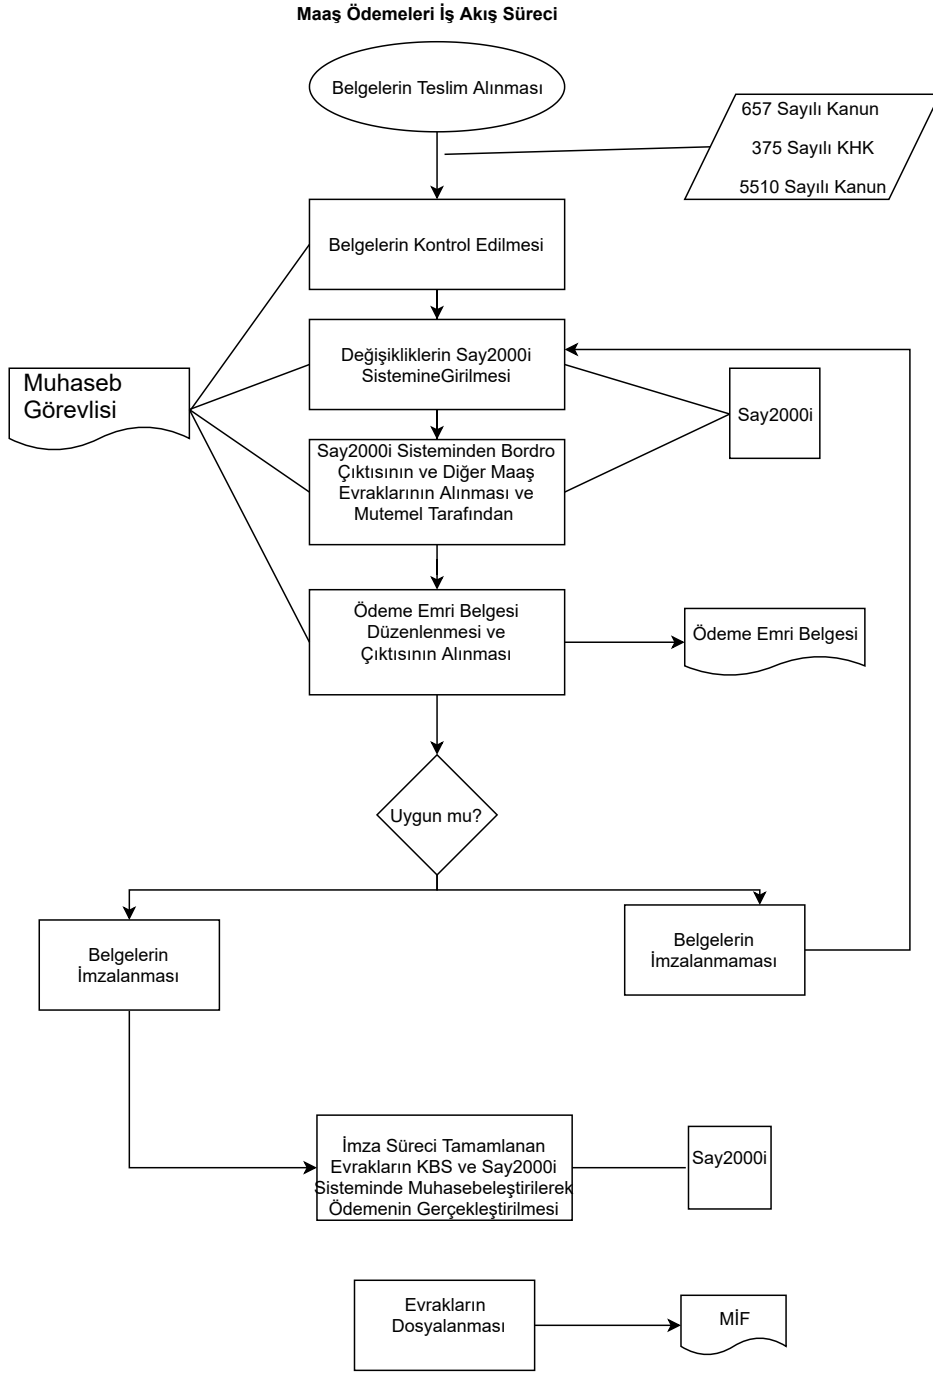 Maaş Ödemeleri İş Akış Süreci
Belgelerin Teslim Alınması
657 Sayılı Kanun
375 Sayılı KHK
5510 Sayılı Kanun
Belgelerin Kontrol Edilmesi
Değişikliklerin Say2000i
SistemineGirilmesi
Muhaseb
Görevlisi
Say2000i
Say2000i Sisteminden Bordro
Çıktısının ve Diğer Maaş
Evraklarının Alınması ve
Mutemel Tarafından
Ödeme Emri Belgesi
Düzenlenmesi ve
Çıktısının Alınması
Ödeme Emri Belgesi
Uygun mu?
Belgelerin
İmzalanması
Belgelerin
İmzalanmaması
İmza Süreci Tamamlanan
Evrakların KBS ve Say2000i
Sisteminde Muhasebeleştirilerek
Ödemenin Gerçekleştirilmesi
Say2000i
Evrakların
Dosyalanması
MİF